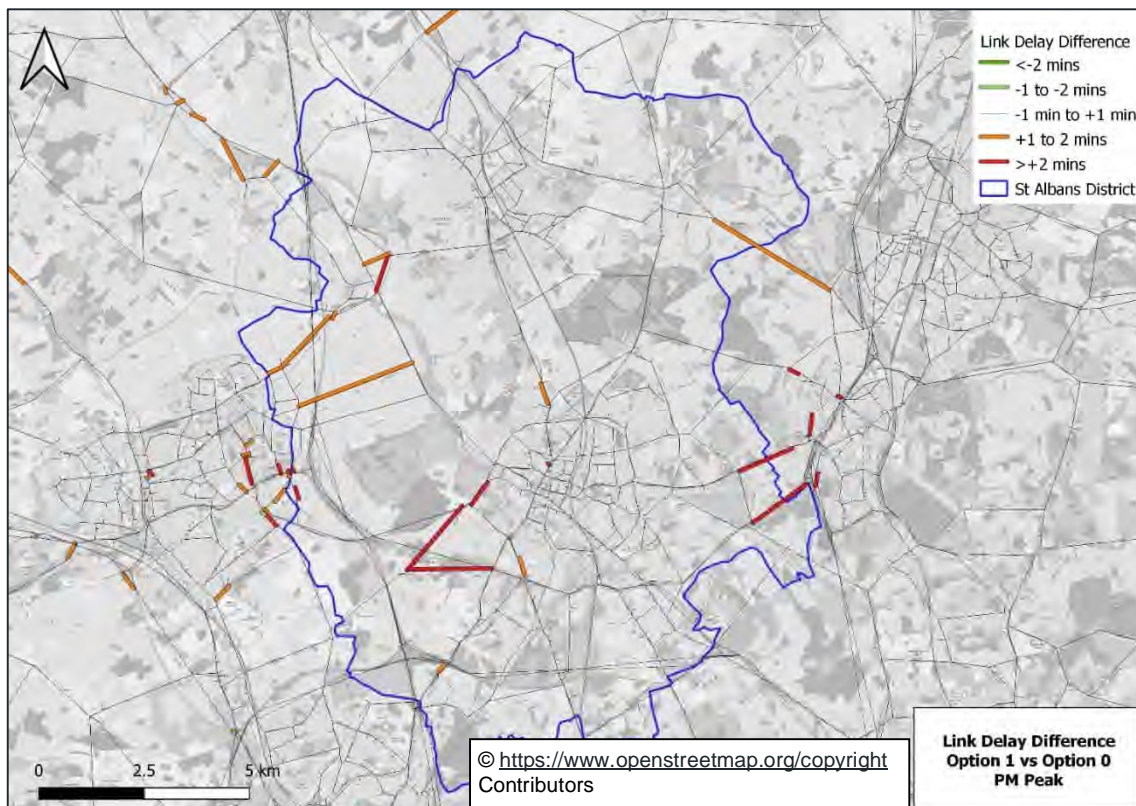 Link Delay Difference
<-2 mins
-1 to -2 mins
-1 min to +1 min
+1 to 2 mins
>+2 mins
St Albans District
0 2.5 5 km
© https://www.openstreetmap.org/copyright
Contributors
Link Delay Difference
Option 1 vs Option 0
PM Peak